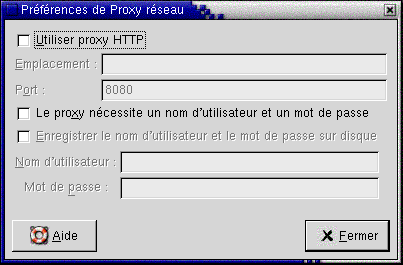 Préférences de Proxy réseau
Utiliser proxy HTTP
Emplacement :
Port : 8080
Le proxy nécessite un nom d'utilisateur et un mot de passe
Enregistrer le nom d'utilisateur et le mot de passe sur disque
Nom d'utilisateur :
Mot de passe :
Aide Fermer